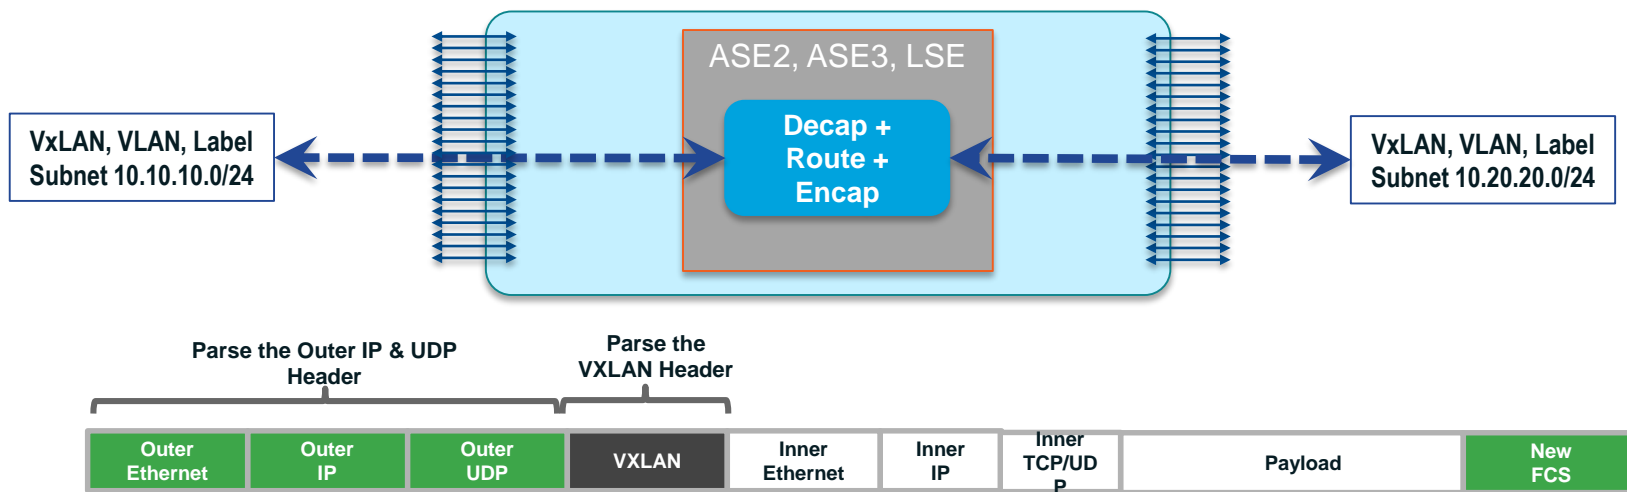 ASE2, ASE3, LSE
VxLAN, VLAN, Label
Subnet 10.10.10.0/24
Decap +
Route +
Encap
VxLAN, VLAN, Label
Subnet 10.20.20.0/24
Parse the Outer IP & UDP
Header
Parse the
VXLAN Header
Outer
Ethernet
Outer
IP
Outer
UDP
VXLAN
Inner
Ethernet
Inner
IP
Inner
TCP/UD
P
Payload
New
FCS